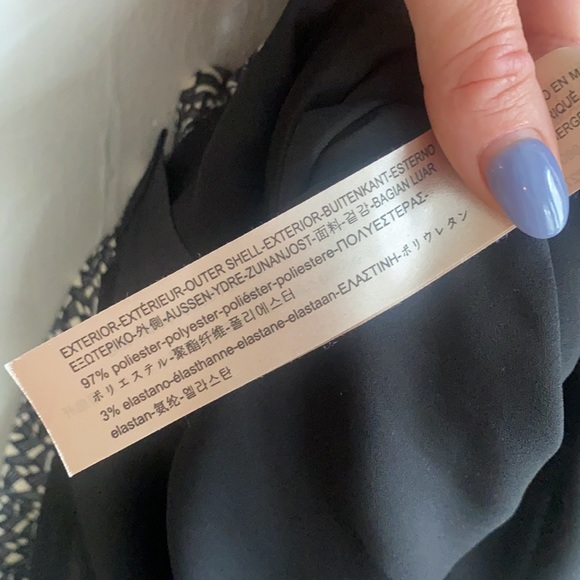 EXTERIOR-EXTÉRIEUR-OUTER SHELL-EXTERIOR-BUITENKANT-ESTERNO
ΕΞΩΤΕΡΙΚΟ-外側-AUSSEN-YDRE-ZUNANJOST-面料-겉감-BAGIAN LUAR
97% poliester-polyester-poliéster-poliestere-ΠΟΛΥΕΣΤΕΡΑΣ-
ポリエステル-聚酯纤维-폴리에스터
3% elastano-élasthanne-elastane-elastaan-ΕΛΑΣΤΙΝΗ-ポリウレタン
elastan-氨纶-엘라스탄
O EN M
RIQUÉ
ERGE